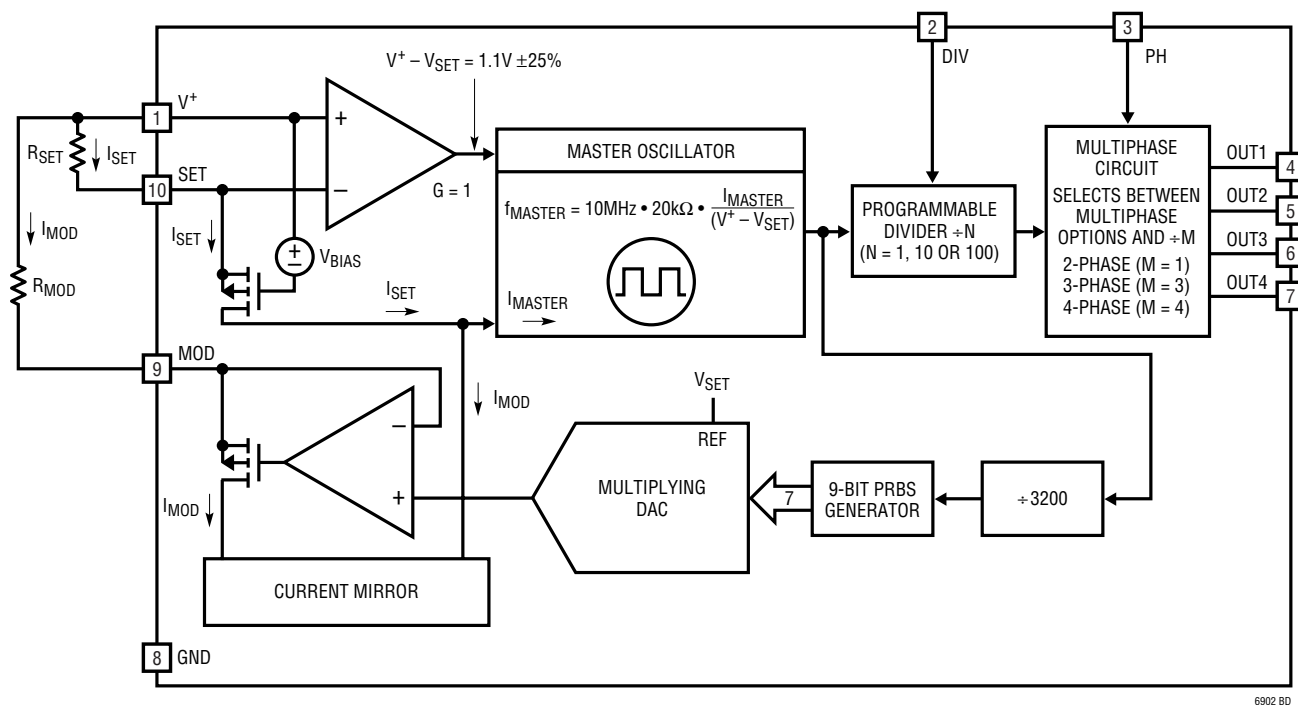 2
DIV
3
PH
V+ – VSET = 1.1V ±25%
1
V+
RSET
ISET
10
SET
+
–
G = 1
ISET
+
–
VBIAS
IMOD
RMOD
ISET
MASTER OSCILLATOR
fMASTER = 10MHz • 20kΩ • IMASTER
(V+ – VSET)
IMASTER
PROGRAMMABLE
DIVIDER ÷N
(N = 1, 10 OR 100)
MULTIPHASE
CIRCUIT
SELECTS BETWEEN
MULTIPHASE
OPTIONS AND ÷M
2-PHASE (M = 1)
3-PHASE (M = 3)
4-PHASE (M = 4)
OUT1
4
OUT2
5
OUT3
6
OUT4
7
9
MOD
–
+
IMOD
IMOD
CURRENT MIRROR
VSET
REF
MULTIPLYING
DAC
7
9-BIT PRBS
GENERATOR
÷3200
8
GND
6902 BD